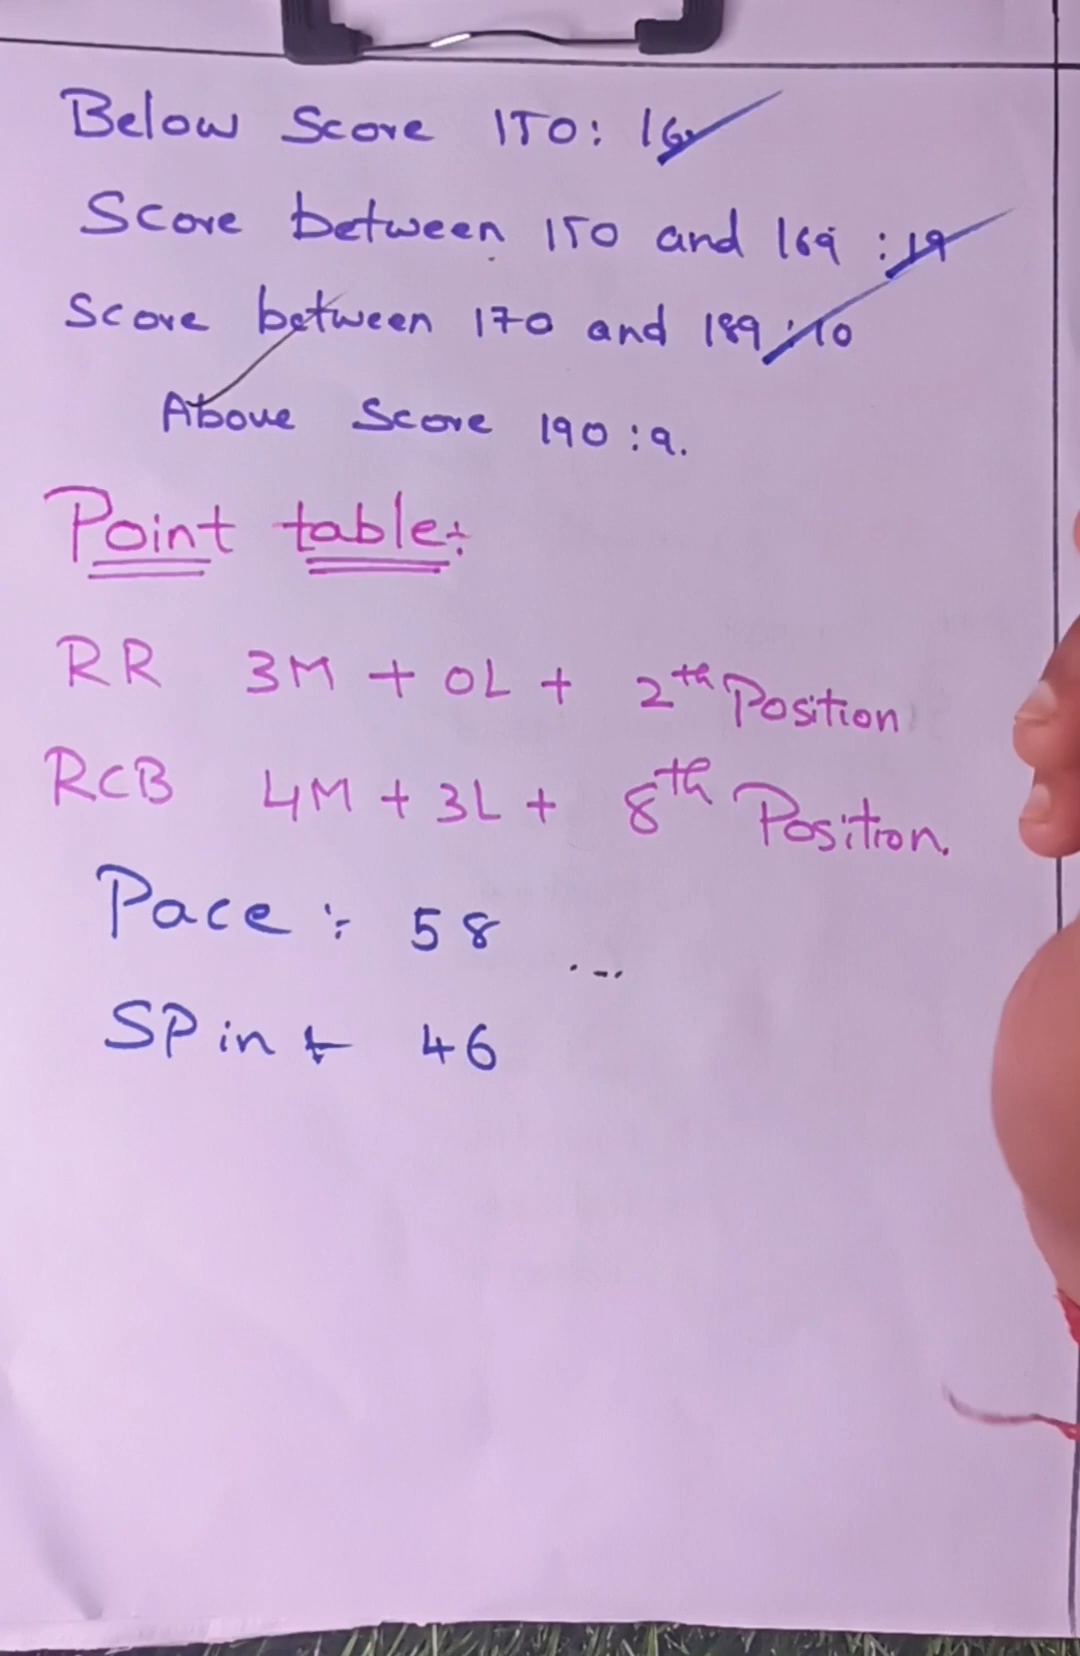 Below Score 150: 16
Score between 150 and 169 : 19
Score between 170 and 189 : 10
Above Score 190 : 9.
Point table:
RR 3M + 0L + 2th Position
RCB 4M + 3L + 8th Position.
Pace : 58
SPin : 46